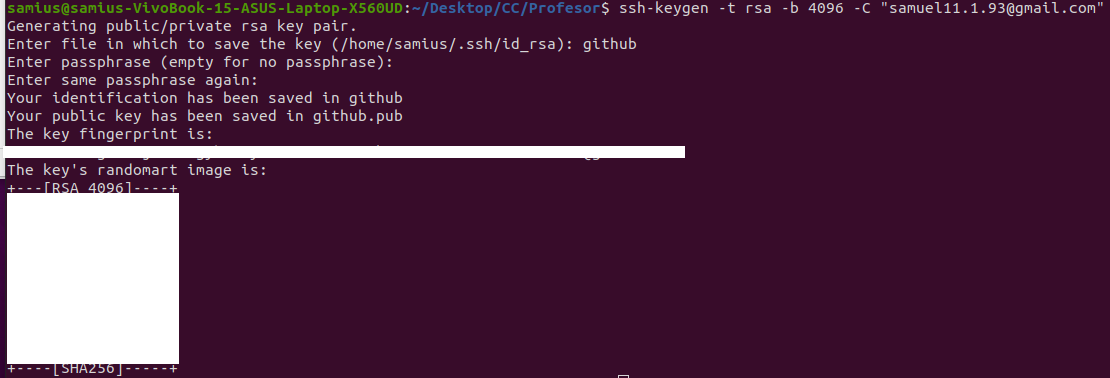 samius@samius-VivoBook-15-ASUS-Laptop-X560UD:~/Desktop/CC/Profesor$ ssh-keygen -t rsa -b 4096 -C "samuel11.1.93@gmail.com"
Generating public/private rsa key pair.
Enter file in which to save the key (/home/samius/.ssh/id_rsa): github
Enter passphrase (empty for no passphrase):
Enter same passphrase again:
Your identification has been saved in github
Your public key has been saved in github.pub
The key fingerprint is:
The key's randomart image is:
+---[RSA 4096]----+
+----[SHA256]-----+